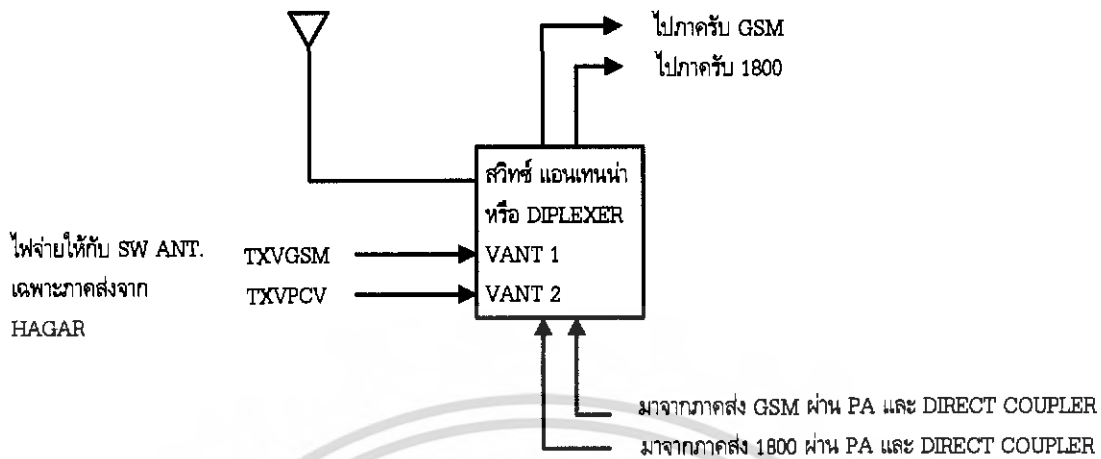 ไปภาครับ GSM
ไปภาครับ 1800
สวิทซ์ แอนเทนน่า
หรือ DIPLEXER
VANT 1
VANT 2
ไฟจ่ายให้กับ SW ANT.
เฉพาะภาคส่งจาก
HAGAR
TXVGSM
TXVPCV
มาจากภาคส่ง GSM ผ่าน PA และ DIRECT COUPLER
มาจากภาคส่ง 1800 ผ่าน PA และ DIRECT COUPLER